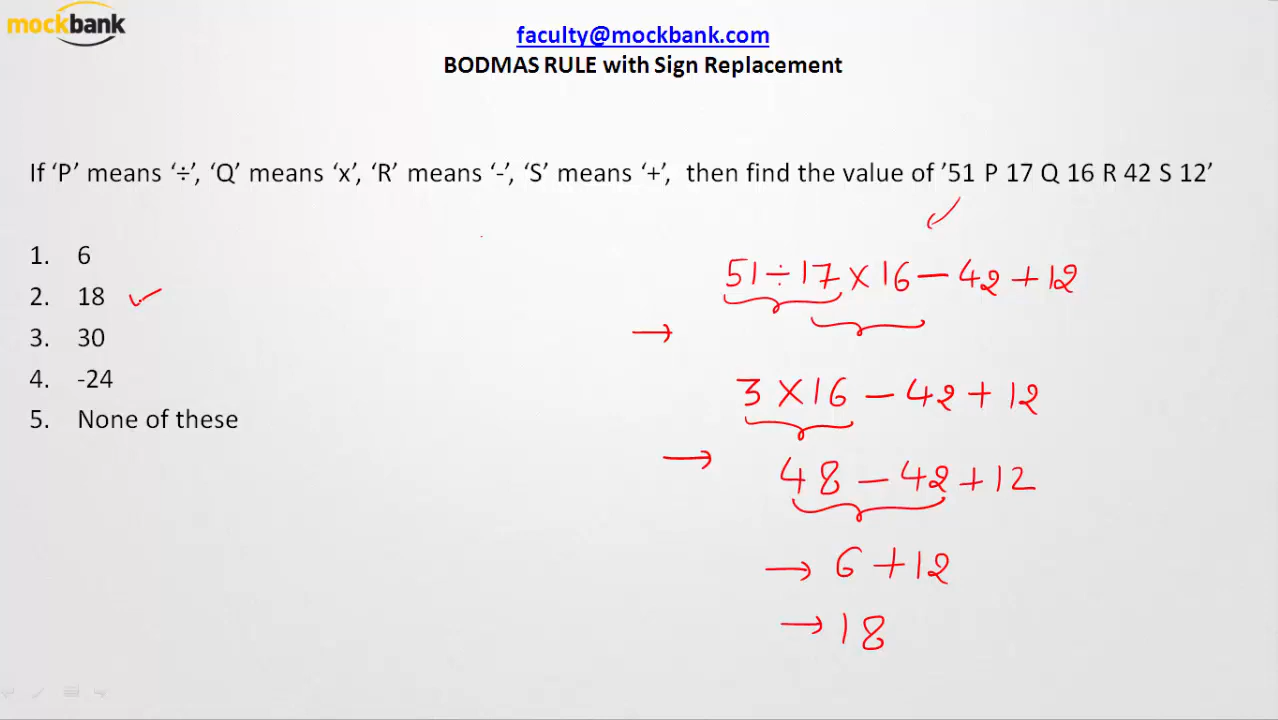 mockbank
faculty@mockbank.com
BODMAS RULE with Sign Replacement
If ‘P’ means ‘÷’, ‘Q’ means ‘x’, ‘R’ means ‘-’, ‘S’ means ‘+’, then find the value of ’51 P 17 Q 16 R 42 S 12’
1. 6
2. 18
3. 30
4. -24
5. None of these
51 ÷ 17 × 16 − 42 + 12
→
3 × 16 − 42 + 12
→ 48 − 42 + 12
→ 6 + 12
→ 18